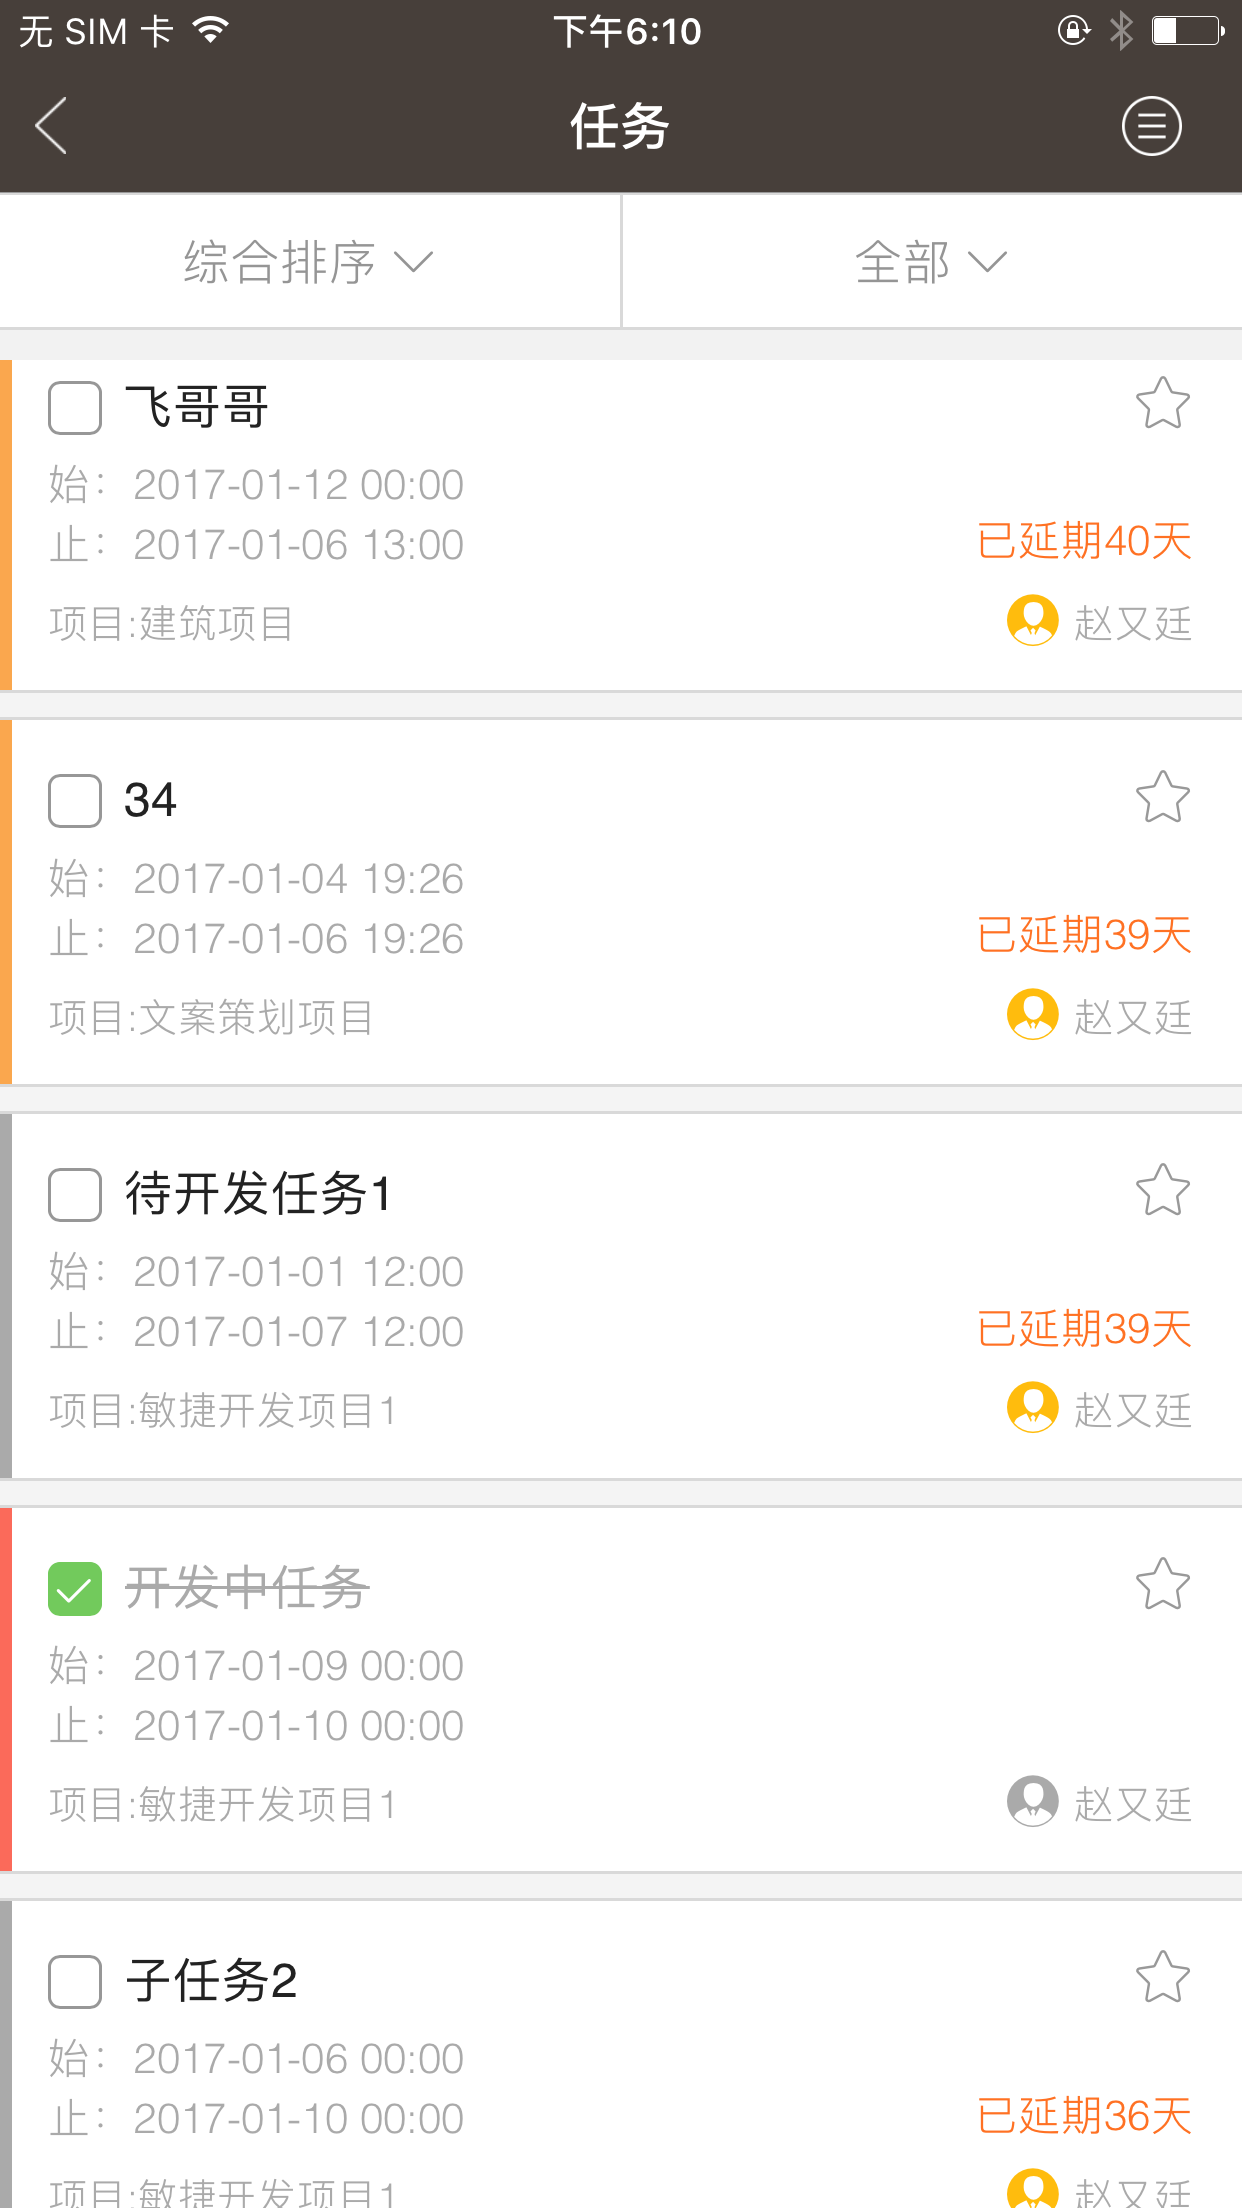 无 SIM 卡
下午6:10
任务
综合排序
全部
飞哥哥
始： 2017-01-12 00:00
止： 2017-01-06 13:00
已延期40天
项目:建筑项目
赵又廷
34
始： 2017-01-04 19:26
止： 2017-01-06 19:26
已延期39天
项目:文案策划项目
赵又廷
待开发任务1
始： 2017-01-01 12:00
止： 2017-01-07 12:00
已延期39天
项目:敏捷开发项目1
赵又廷
开发中任务
始： 2017-01-09 00:00
止： 2017-01-10 00:00
项目:敏捷开发项目1
赵又廷
子任务2
始： 2017-01-06 00:00
止： 2017-01-10 00:00
已延期36天
项目:敏捷开发项目1
赵又廷